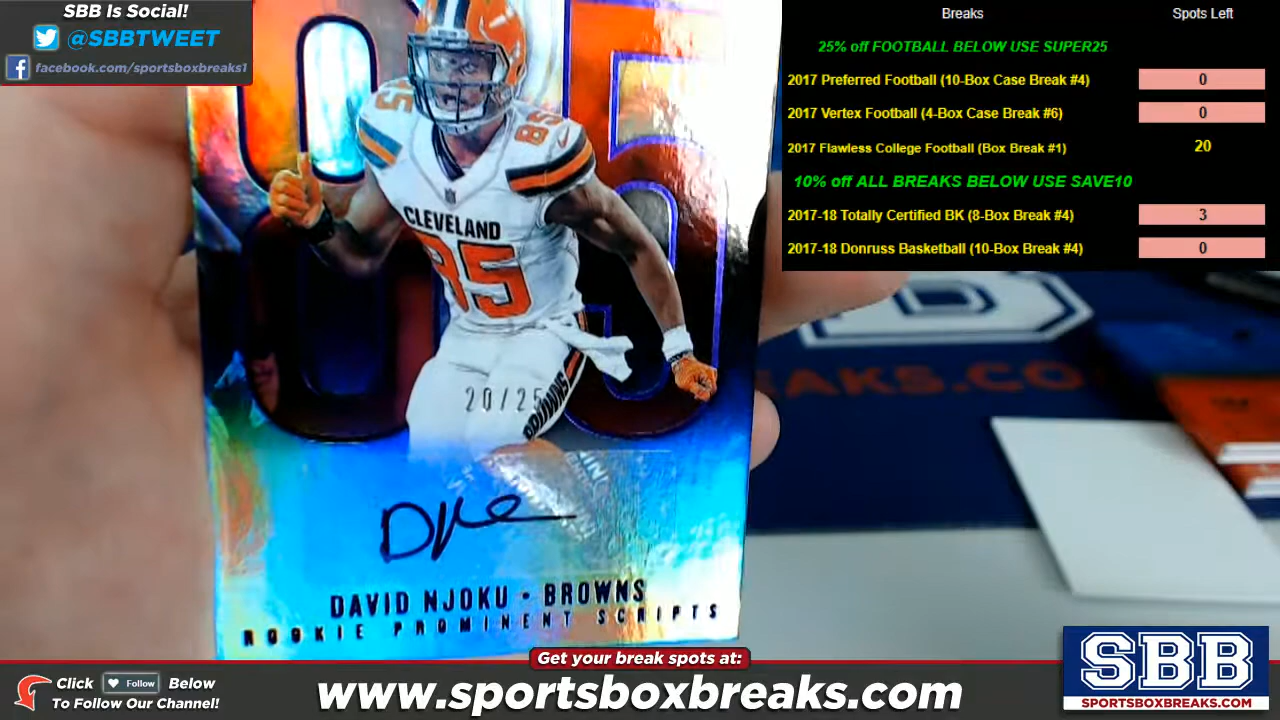 SBB Is Social!
@SBBTWEET
facebook.com/sportsboxbreaks1
Breaks
Spots Left
25% off FOOTBALL BELOW USE SUPER25
2017 Preferred Football (10-Box Case Break #4)
0
2017 Vertex Football (4-Box Case Break #6)
0
2017 Flawless College Football (Box Break #1)
20
10% off ALL BREAKS BELOW USE SAVE10
2017-18 Totally Certified BK (8-Box Break #4)
3
2017-18 Donruss Basketball (10-Box Break #4)
0
85
85
CLEVELAND
85
20/25
BROWNS
DAVID NJOKU - BROWNS
ROOKIE PROMINENT SCRIPTS
Get your break spots at:
Click Follow Below
To Follow Our Channel!
www.sportsboxbreaks.com
SBB
SPORTSBOXBREAKS.COM